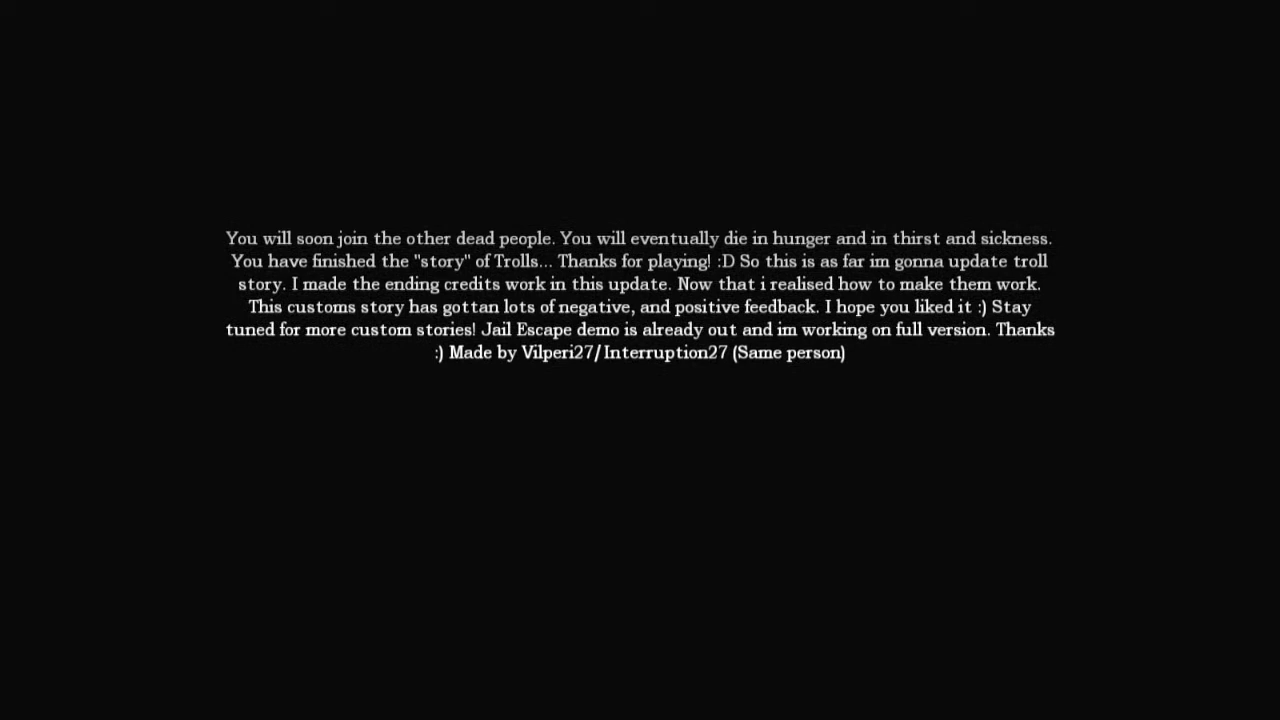 You will soon join the other dead people. You will eventually die in hunger and in thirst and sickness.
You have finished the "story" of Trolls... Thanks for playing! :D So this is as far im gonna update troll
story. I made the ending credits work in this update. Now that i realised how to make them work.
This customs story has gottan lots of negative, and positive feedback. I hope you liked it :) Stay
tuned for more custom stories! Jail Escape demo is already out and im working on full version. Thanks
:) Made by Vilperi27/Interruption27 (Same person)